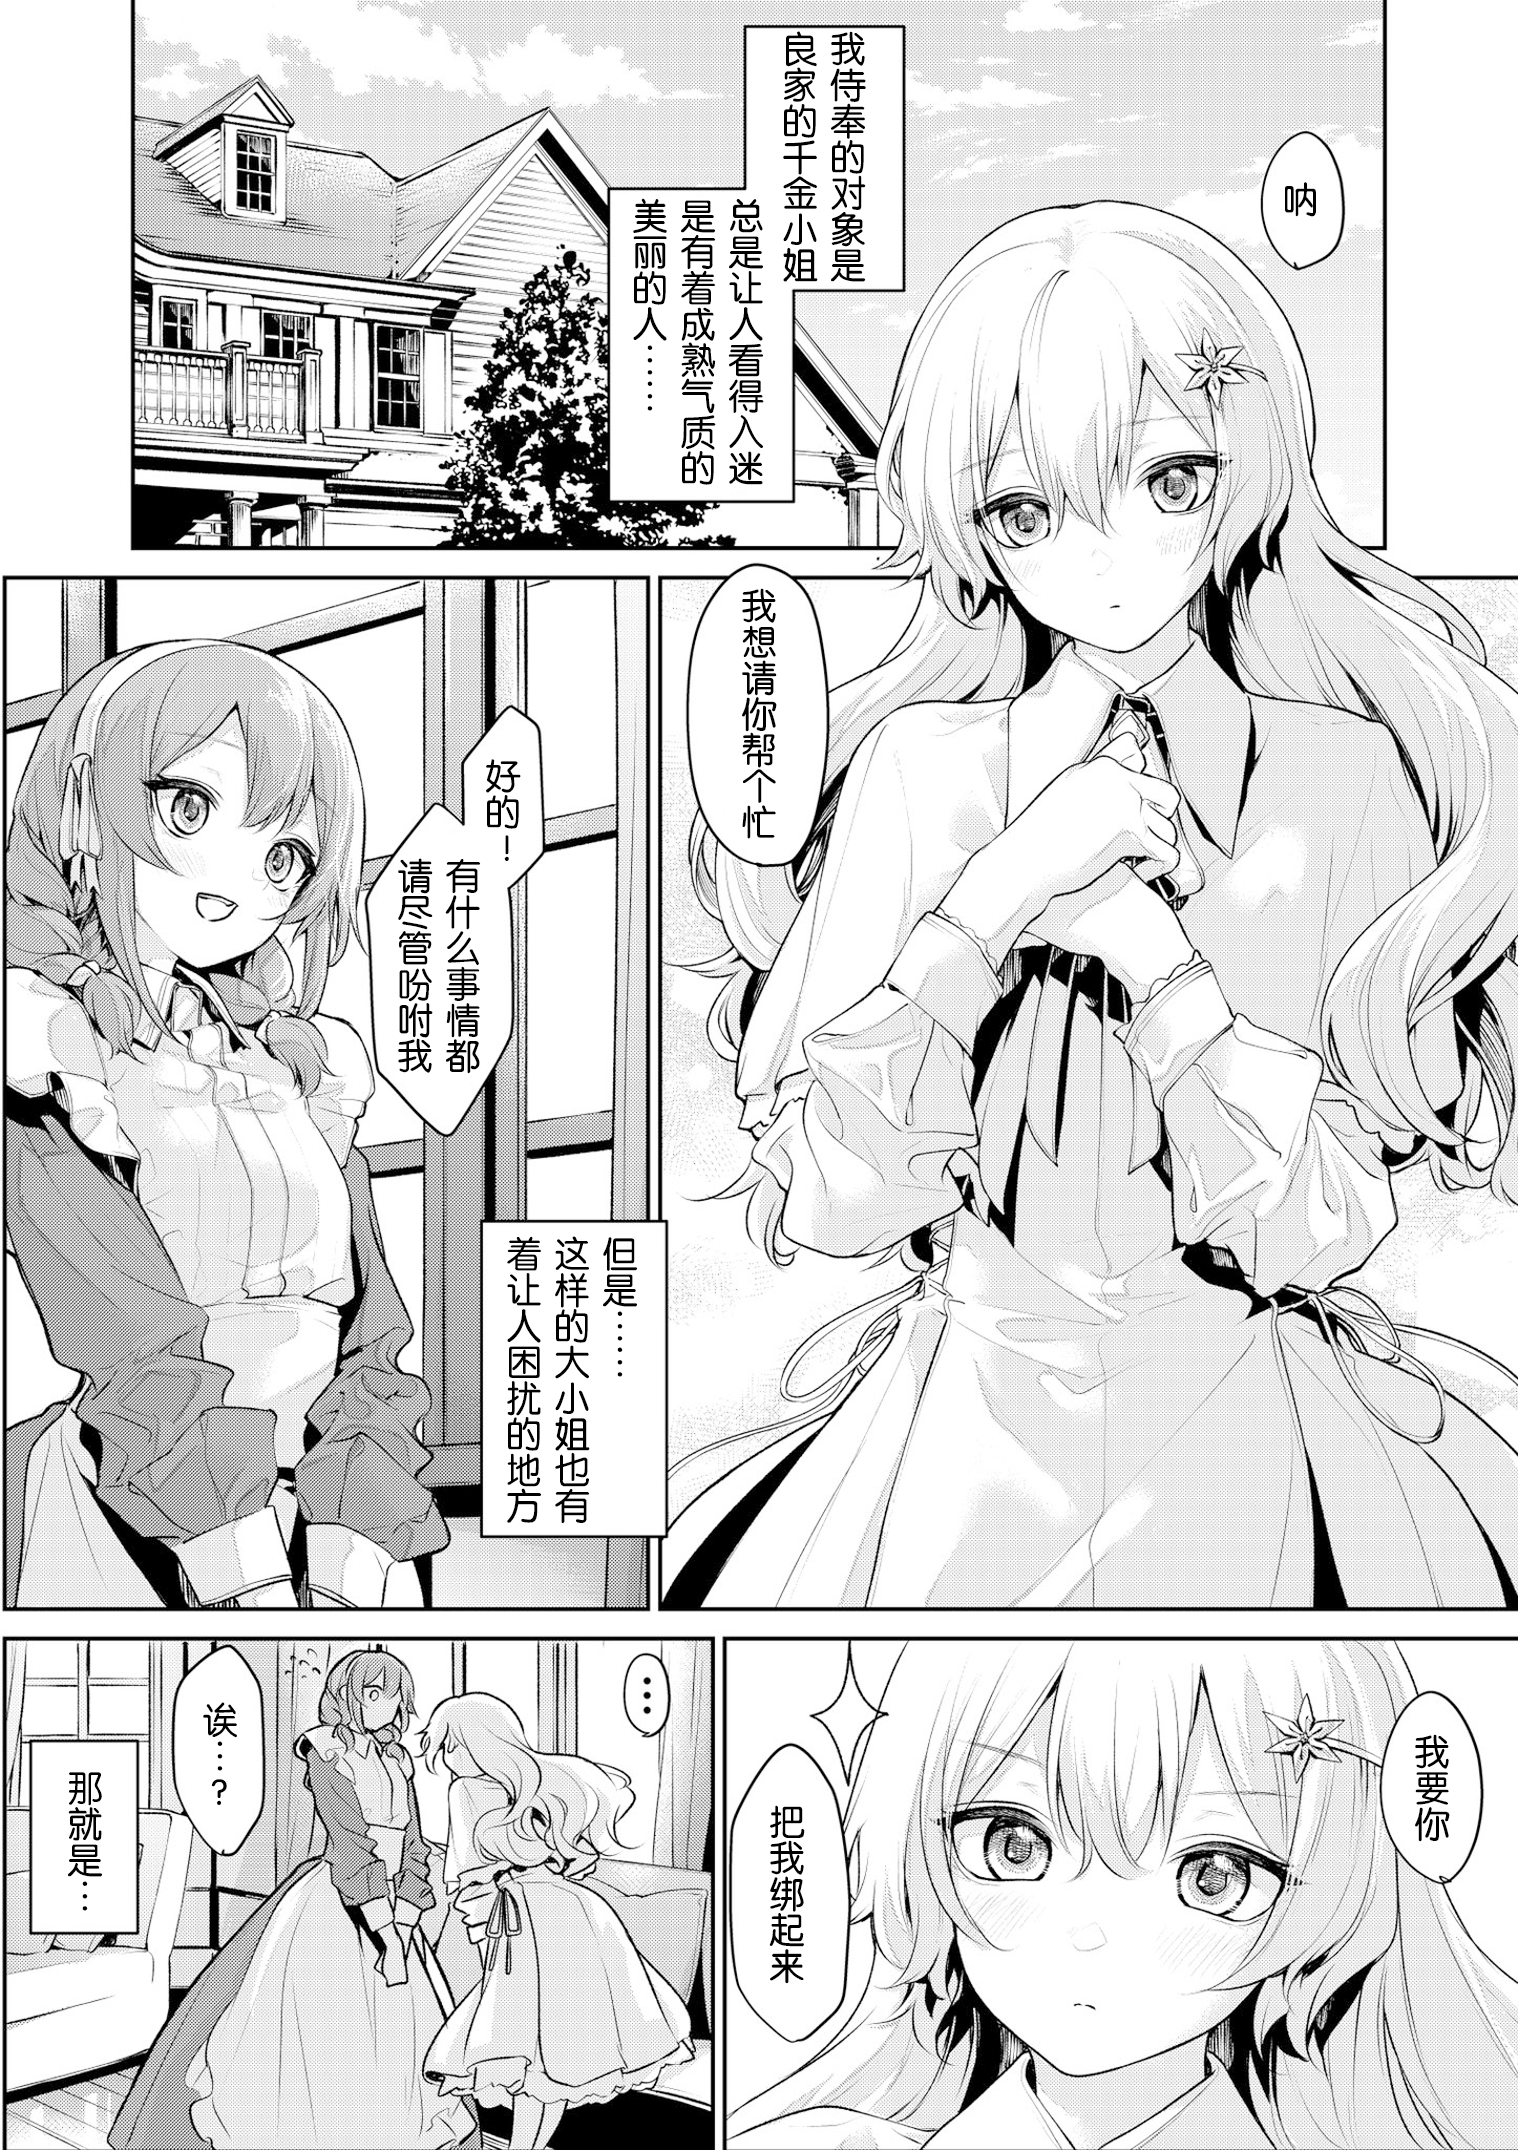 呐
我侍奉的对象是
良家的千金小姐
总是让人看得入迷
是有着成熟气质的
美丽的人……
我想请你帮个忙
好的！
有什么事情都
请尽管吩咐我
但是……
这样的大小姐也有
着让人困扰的地方
我要你
把我绑起来
…
诶…？
那就是…